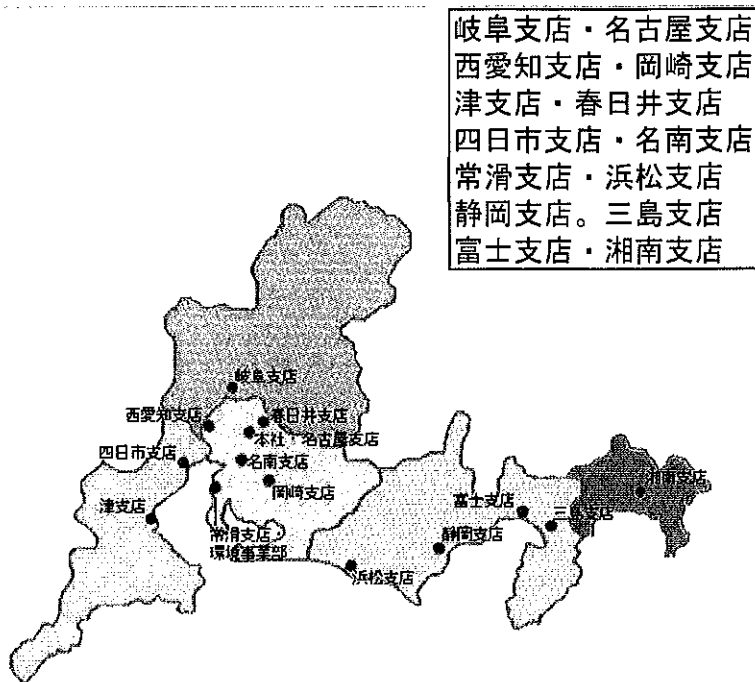 岐阜支店・名古屋支店
西愛知支店・岡崎支店
津支店・春日井支店
四日市支店・名南支店
常滑支店・浜松支店
静岡支店。三島支店
富士支店・湘南支店
岐阜支店
西愛知支店
春日井支店
本社・名古屋支店
四日市支店
名南支店
岡崎支店
湘南支店
津支店
富士支店
三島支店
常滑支店・
環境事業部
静岡支店
浜松支店